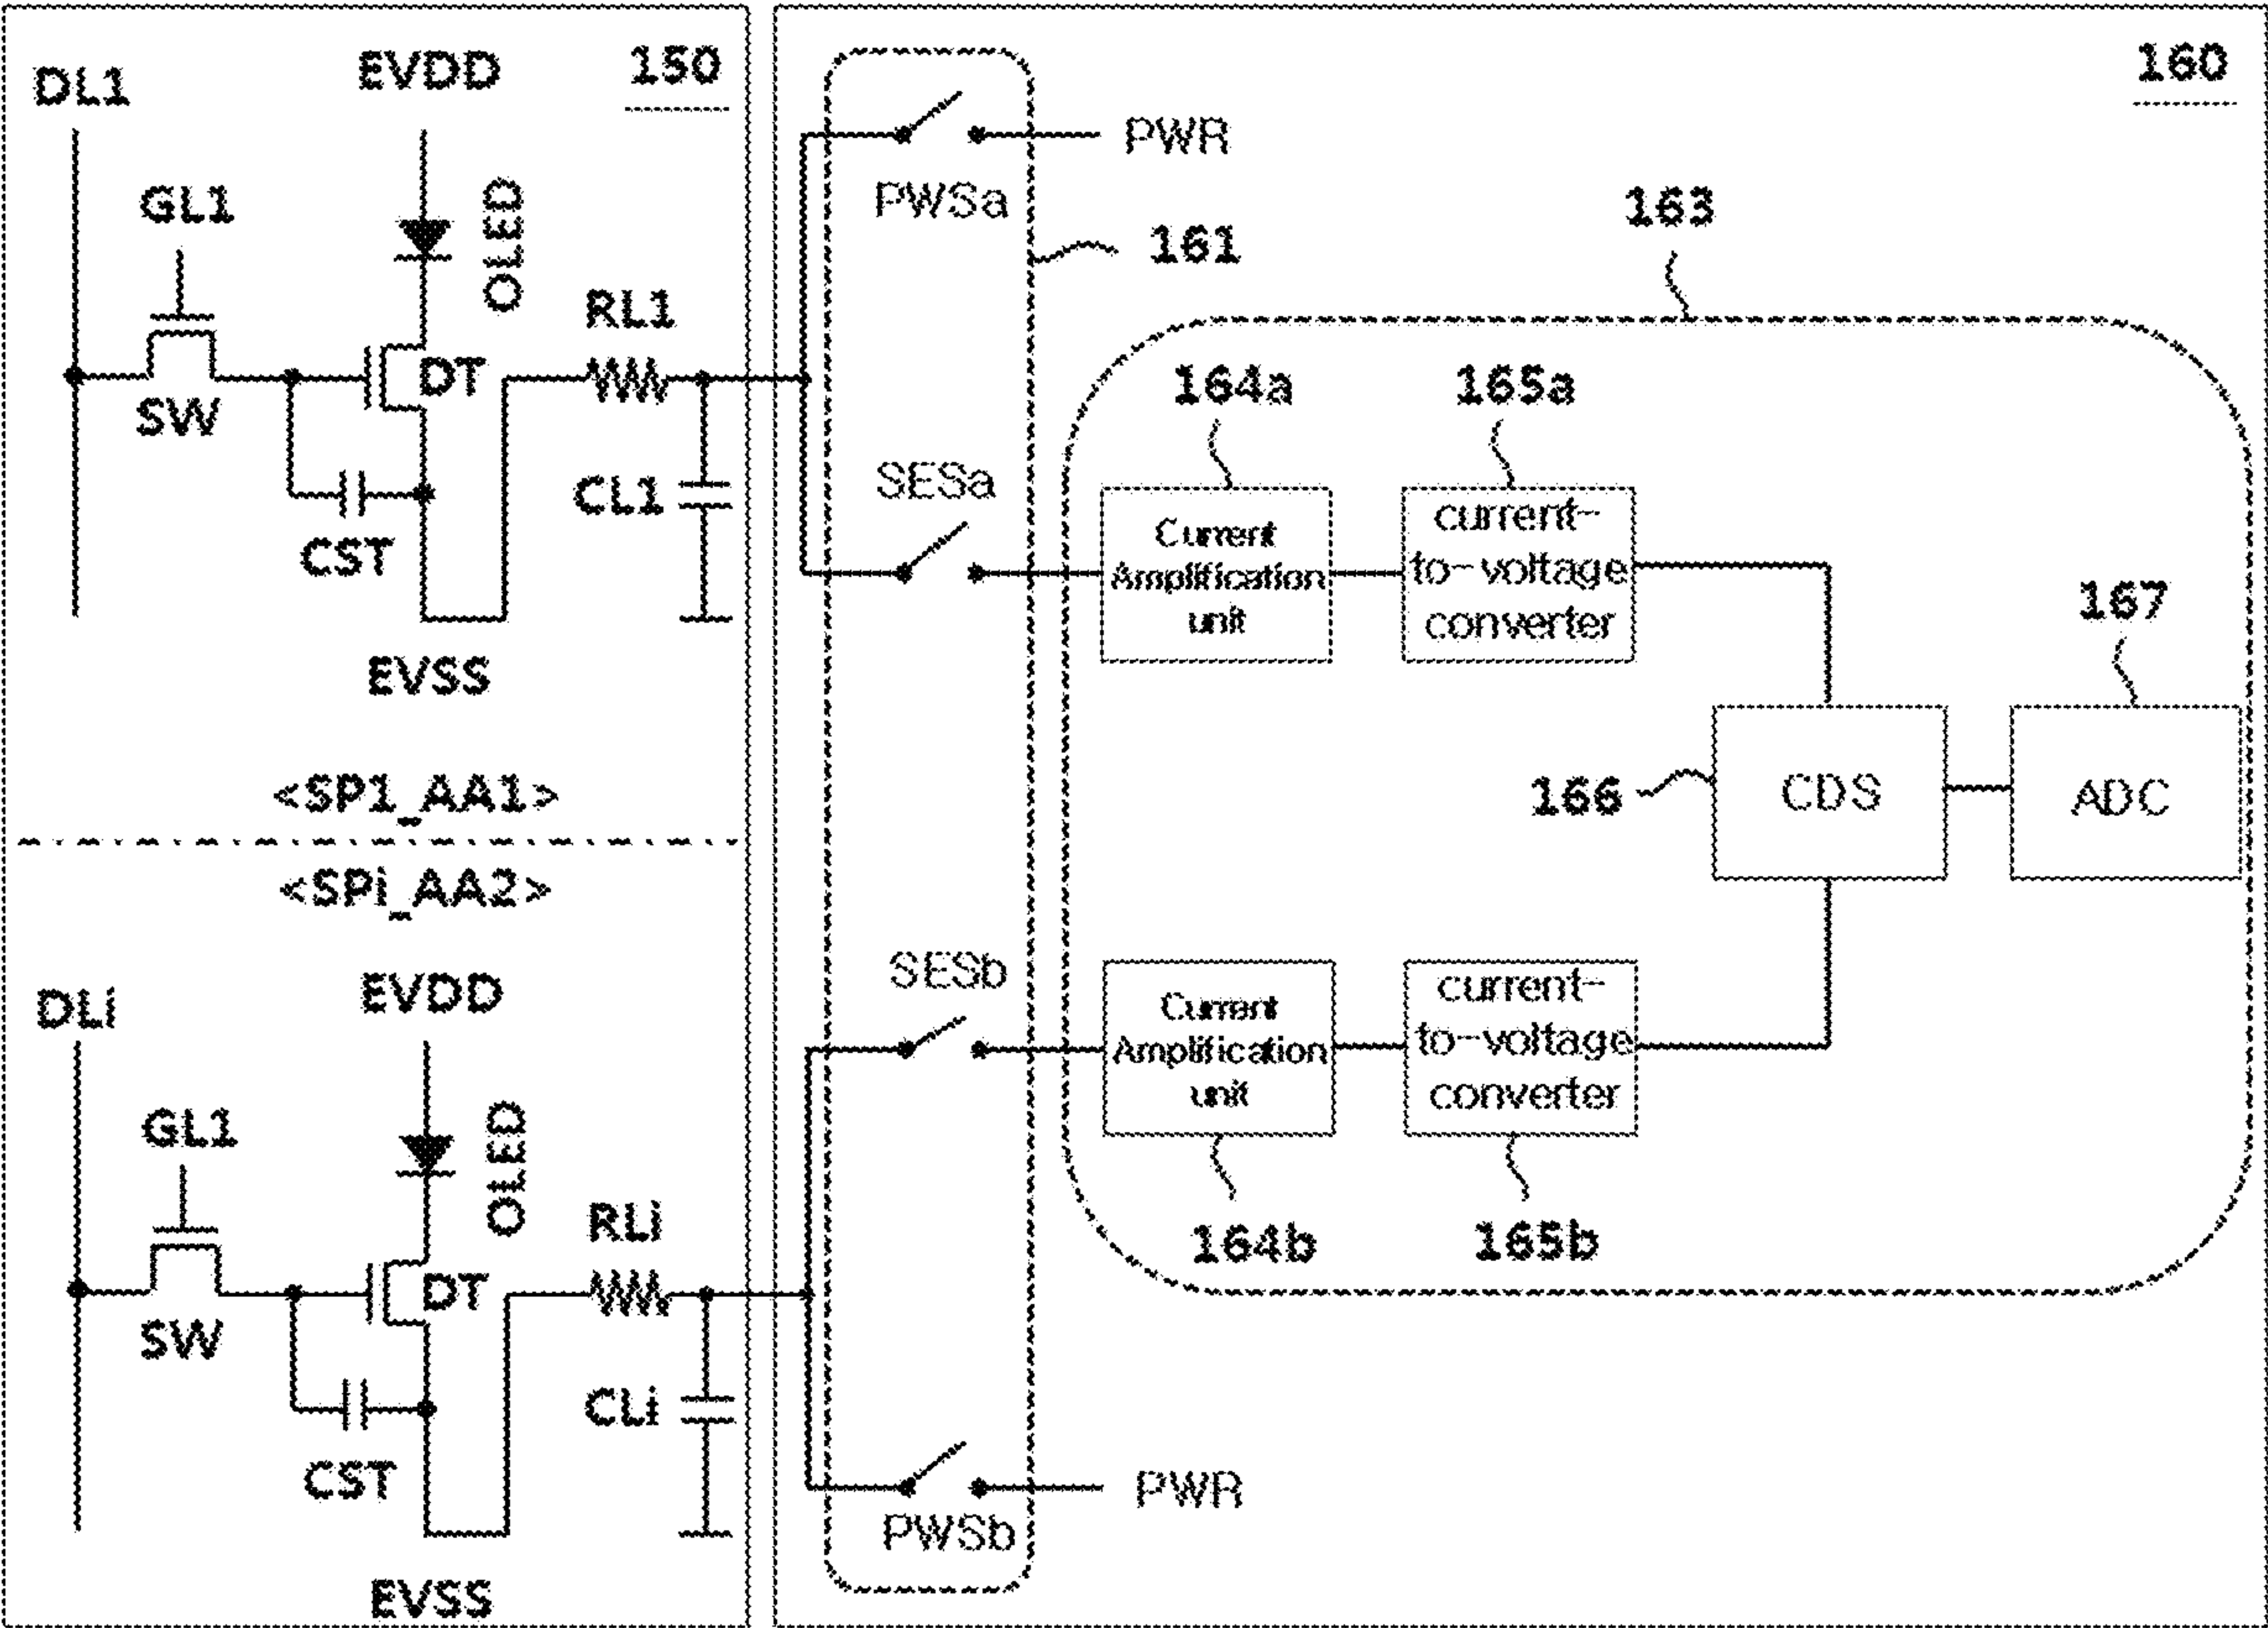 DL1
EVDD
150
GL1
OLED
RL1
DT
SW
CL1
CST
EVSS
<SP1_AA1>
<SPi_AA2>
DLi
EVDD
GL1
OLED
RLi
DT
SW
CLi
CST
EVSS
160
PWR
PWSa
161
163
SESa
164a
165a
Current
Amplification
unit
current-
to-voltage
converter
167
166
CDS
ADC
SESb
Current
Amplification
unit
current-
to-voltage
converter
164b
165b
PWR
PWSb